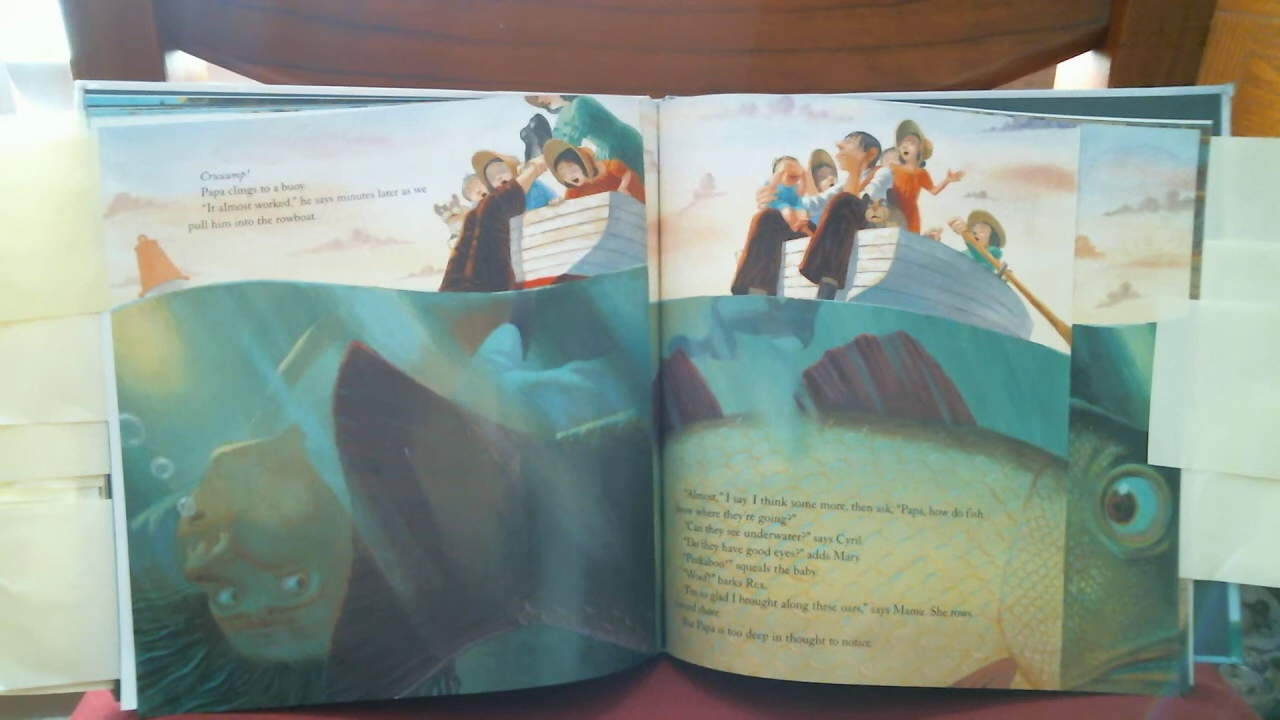 Cruuump!
Papa clings to a buoy.
"It almost worked," he says minutes later as we
pull him into the rowboat.
"Almost," I say. I think some more, then ask, "Papa, how do fish
know where they're going?"
"Can they see underwater?" says Cyril.
"Do they have good eyes?" adds Mary.
"Peekaboo!" squeals the baby.
"Woof!" barks Rex.
"I'm so glad I brought along these oars," says Mama. She rows
toward shore.
But Papa is too deep in thought to notice.